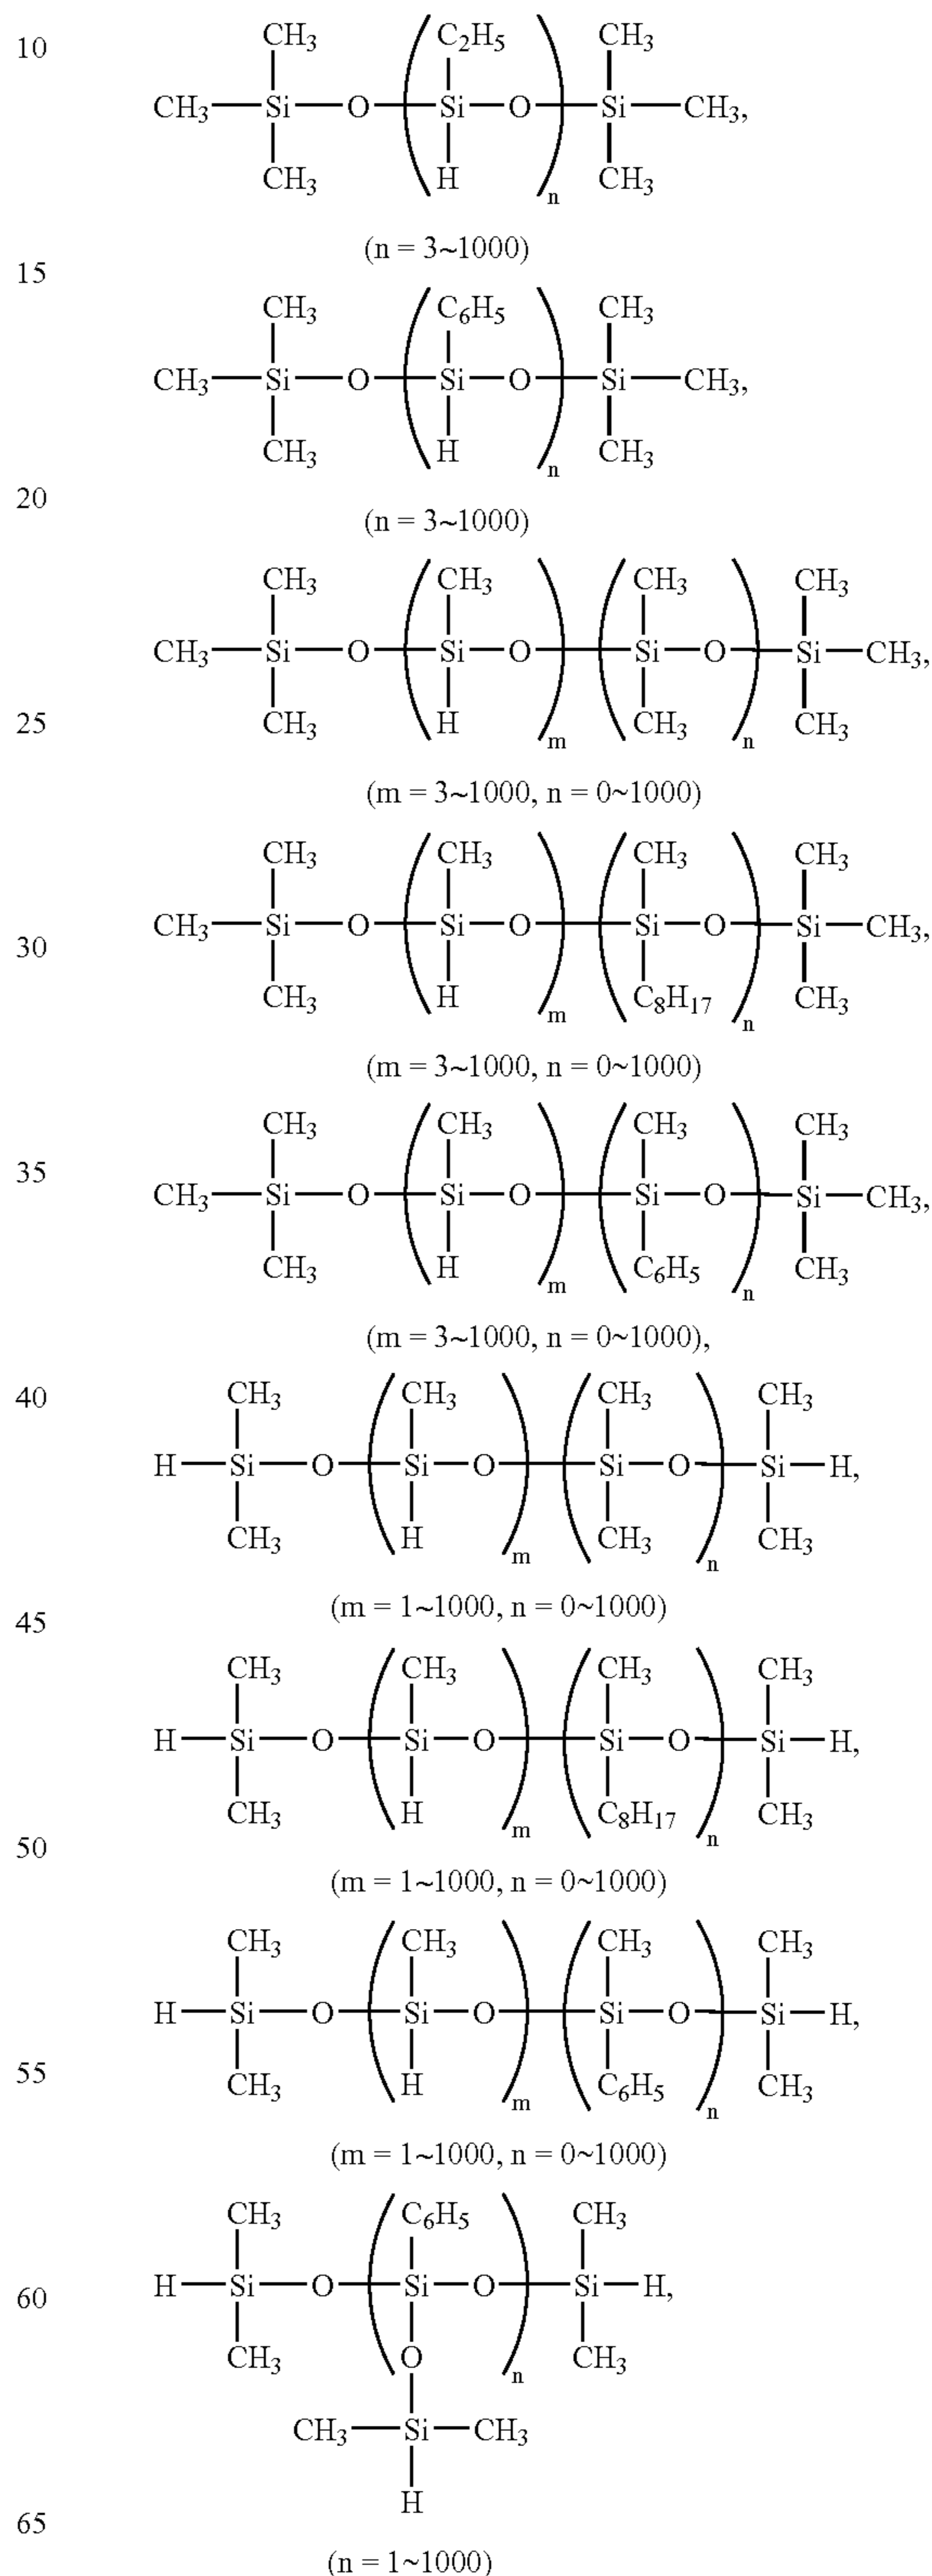 10
CH3 C2H5 CH3
CH3 Si O Si O Si CH3,
CH3 H CH3
n
(n = 3~1000)
15
CH3 C6H5 CH3
CH3 Si O Si O Si CH3,
CH3 H CH3
n
20
(n = 3~1000)
CH3 CH3 CH3 CH3
CH3 Si O Si O Si O Si CH3,
25
CH3 H CH3 CH3
m n
(m = 3~1000, n = 0~1000)
CH3 CH3 CH3 CH3
CH3 Si O Si O Si O Si CH3,
30
CH3 H C8H17 CH3
m n
(m = 3~1000, n = 0~1000)
CH3 CH3 CH3 CH3
35
CH3 Si O Si O Si O Si CH3,
CH3 H C6H5 CH3
m n
(m = 3~1000, n = 0~1000),
40
CH3 CH3 CH3 CH3
H Si O Si O Si O Si H,
CH3 H CH3 CH3
m n
(m = 1~1000, n = 0~1000)
45
CH3 CH3 CH3 CH3
H Si O Si O Si O Si H,
CH3 H C8H17 CH3
m n
50
(m = 1~1000, n = 0~1000)
CH3 CH3 CH3 CH3
H Si O Si O Si O Si H,
55
CH3 H C6H5 CH3
m n
(m = 1~1000, n = 0~1000)
CH3 C6H5 CH3
60
H Si O Si O Si H,
CH3 O CH3
n
CH3 Si CH3
H
65
(n = 1~1000)